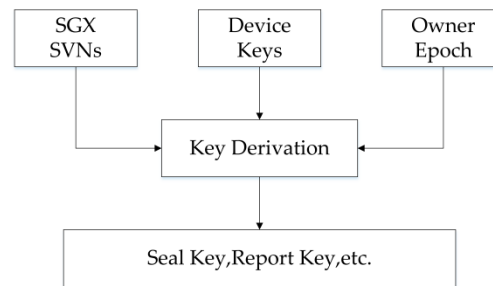 SGX
SVNs
Device
Keys
Owner
Epoch
Key Derivation
Seal Key,Report Key,etc.